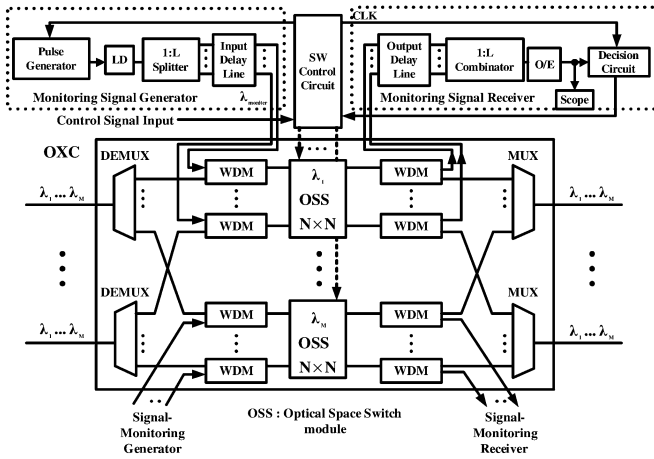 CLK
Pulse
Generator
LD
1:L
Splitter
Input
Delay
Line
SW
Control
Circuit
Output
Delay
Line
1:L
Combinator
O/E
Decision
Circuit
Scope
Monitoring Signal Generator
λmoniter
Monitoring Signal Receiver
Control Signal Input
OXC
DEMUX
WDM
λ1
OSS
N×N
WDM
MUX
λ1 ... λM
λ1 ... λM
WDM
WDM
DEMUX
WDM
λM
OSS
N×N
WDM
MUX
λ1 ... λM
λ1 ... λM
WDM
WDM
Signal-
Monitoring
Generator
OSS : Optical Space Switch
module
Signal-
Monitoring
Receiver